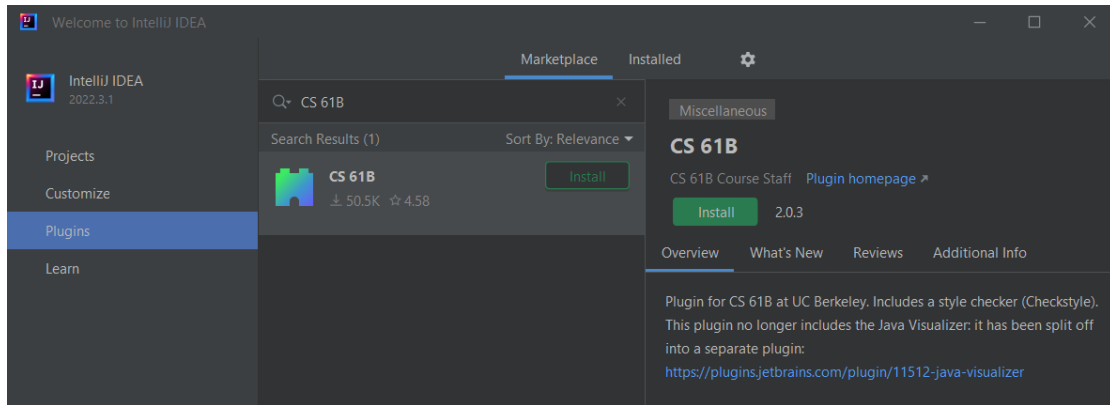 Welcome to IntelliJ IDEA
IntelliJ IDEA
2022.3.1
Projects
Customize
Plugins
Learn
Marketplace Installed
CS 61B
Search Results (1) Sort By: Relevance
CS 61B Install
50.5K 4.58
Miscellaneous
CS 61B
CS 61B Course Staff Plugin homepage
Install 2.0.3
Overview What's New Reviews Additional Info
Plugin for CS 61B at UC Berkeley. Includes a style checker (Checkstyle).
This plugin no longer includes the Java Visualizer: it has been split off
into a separate plugin:
https://plugins.jetbrains.com/plugin/11512-java-visualizer